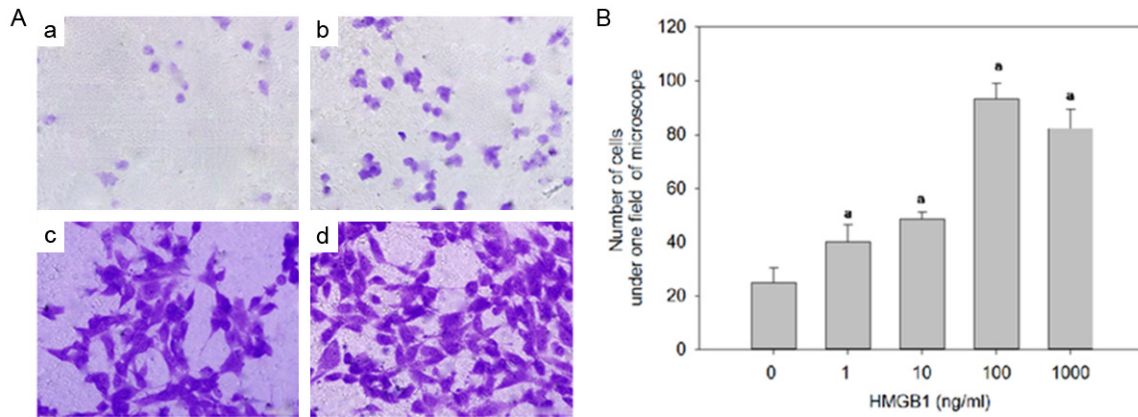 A
a
b
c
d
B
Number of cells
under one field of microscope
120
100
80
60
40
20
0
a
a
a
a
0 1 10 100 1000
HMGB1 (ng/ml)